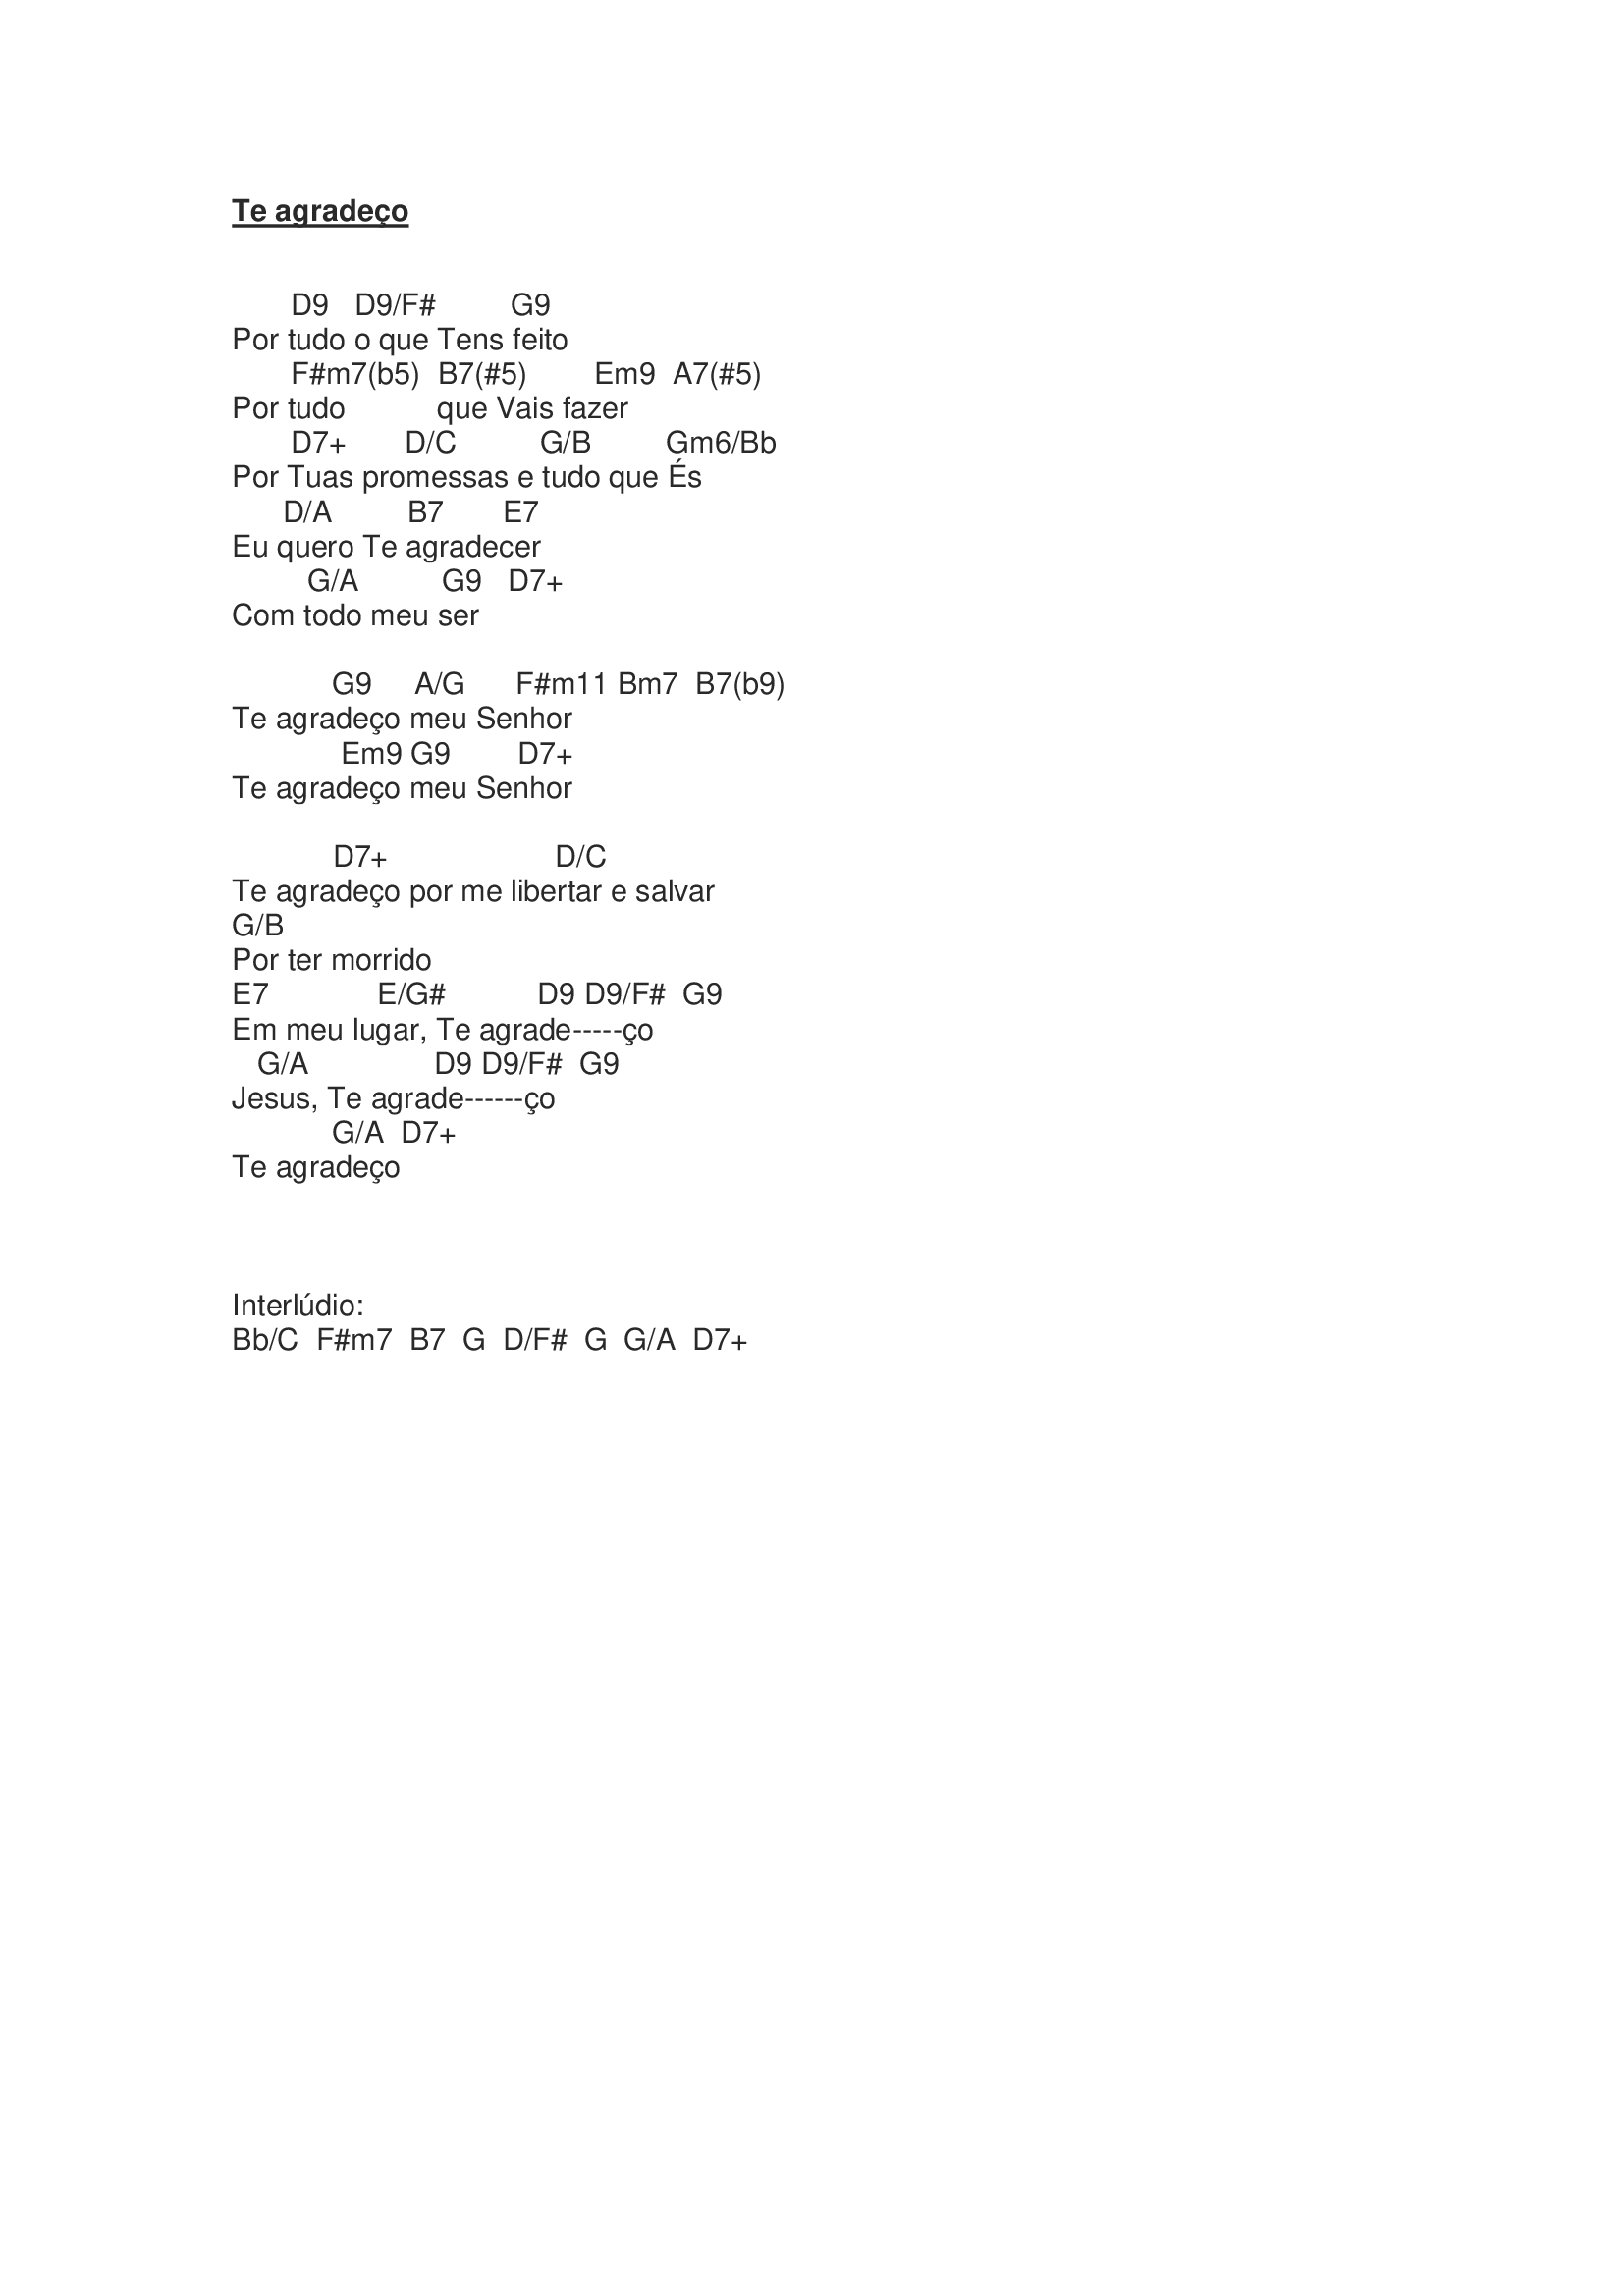 Te agradeço
D9 D9/F# G9
Por tudo o que Tens feito
F#m7(b5) B7(#5) Em9 A7(#5)
Por tudo que Vais fazer
D7+ D/C G/B Gm6/Bb
Por Tuas promessas e tudo que És
D/A B7 E7
Eu quero Te agradecer
G/A G9 D7+
Com todo meu ser
G9 A/G F#m11 Bm7 B7(b9)
Te agradeço meu Senhor
Em9 G9 D7+
Te agradeço meu Senhor
D7+ D/C
Te agradeço por me libertar e salvar
G/B
Por ter morrido
E7 E/G# D9 D9/F# G9
Em meu lugar, Te agrade-----ço
G/A D9 D9/F# G9
Jesus, Te agrade------ço
G/A D7+
Te agradeço
Interlúdio:
Bb/C F#m7 B7 G D/F# G G/A D7+